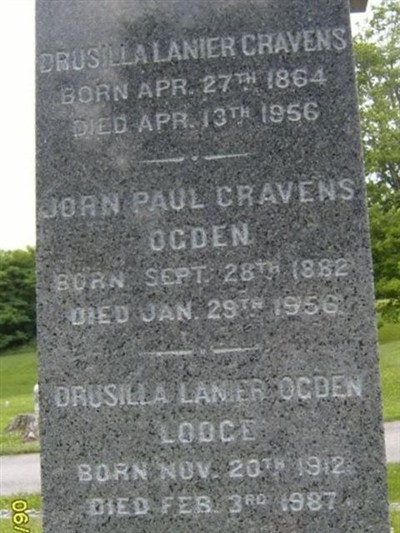 DRUSILLA LANIER CRAVENS
BORN APR. 27TH 1864
DIED APR. 13TH 1956
JOHN PAUL CRAVENS
OGDEN
BORN SEPT. 28TH 1882
DIED JAN. 29TH 1956
DRUSILLA LANIER OGDEN
LODGE
BORN NOV. 20TH 1912
DIED FEB. 3RD 1987
/90